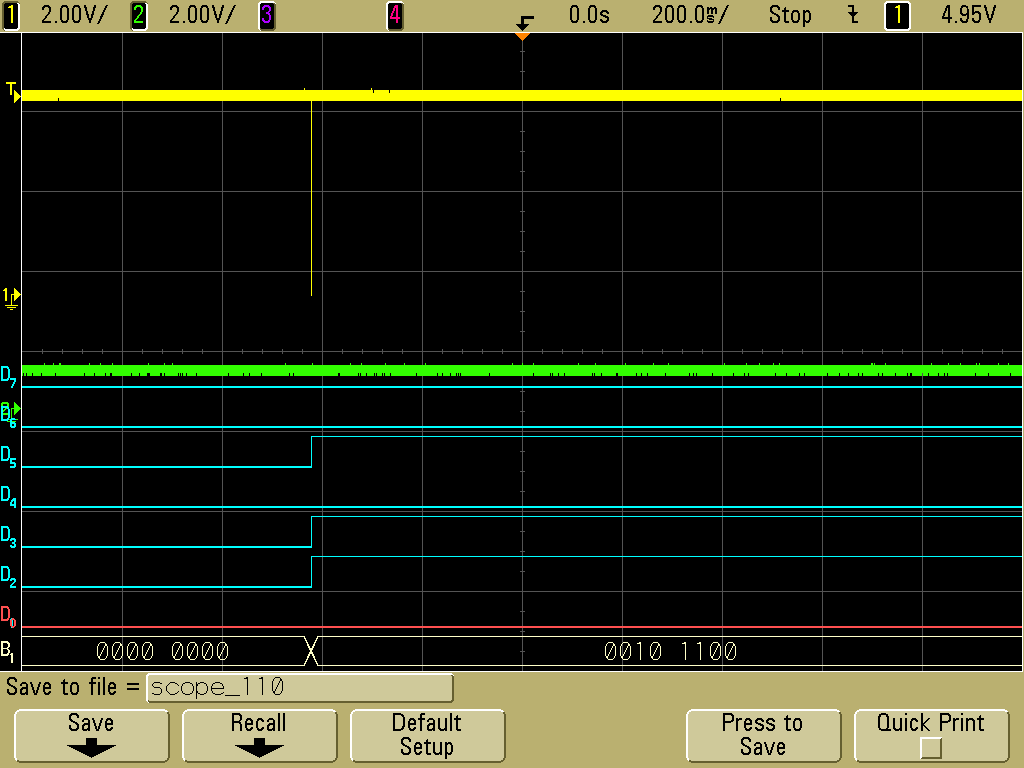 1 2.00V/ 2 2.00V/ 3 4 0.0s 200.0ms/ Stop 1 4.95V
T
1
D7
D6
D5
D4
D3
D2
D0
B1 0000 0000 0010 1100
Save to file = scope_110
Save Recall Default Setup Press to Save Quick Print